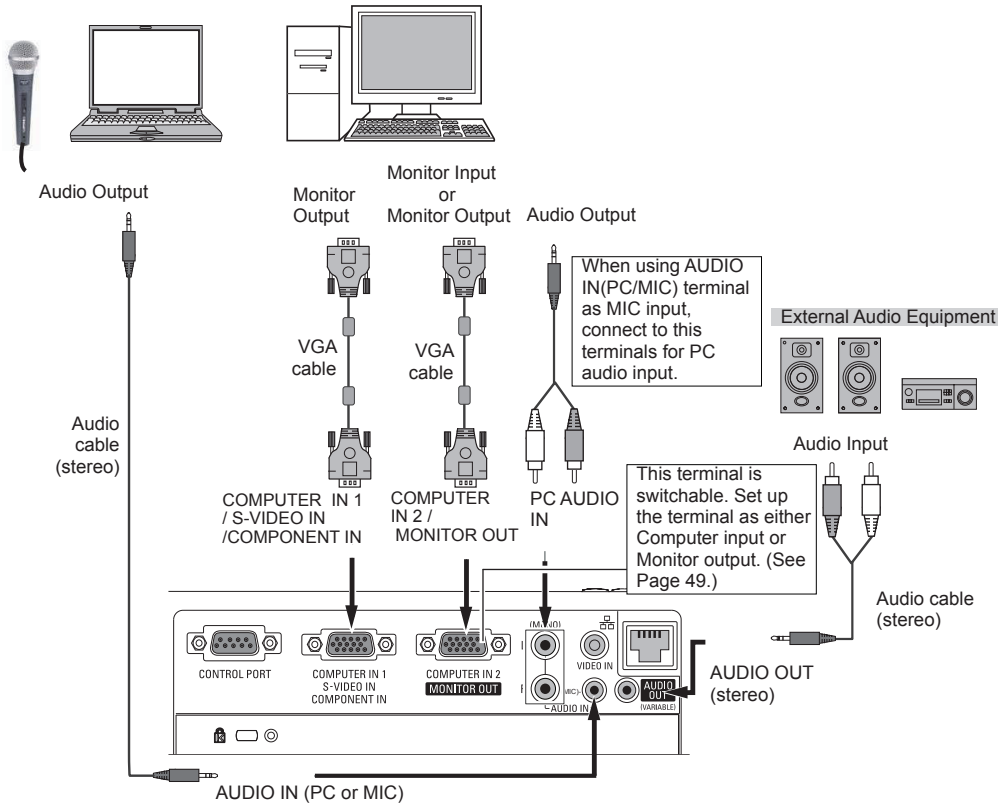 Audio Output
Monitor
Output
Monitor Input
or
Monitor Output
Audio Output
When using AUDIO
IN(PC/MIC) terminal
as MIC input,
connect to this
terminals for PC
audio input.
External Audio Equipment
VGA
cable
VGA
cable
Audio
cable
(stereo)
Audio Input
COMPUTER IN 1
/ S-VIDEO IN
/COMPONENT IN
COMPUTER
IN 2 /
MONITOR OUT
PC AUDIO
IN
This terminal is
switchable. Set up
the terminal as either
Computer input or
Monitor output. (See
Page 49.)
Audio cable
(stereo)
(MONO)
CONTROL PORT
COMPUTER IN 1
S-VIDEO IN
COMPONENT IN
COMPUTER IN 2
MONITOR OUT
VIDEO IN
MIC)
AUDIO IN
AUDIO
OUT
(VARIABLE)
AUDIO OUT
(stereo)
AUDIO IN (PC or MIC)